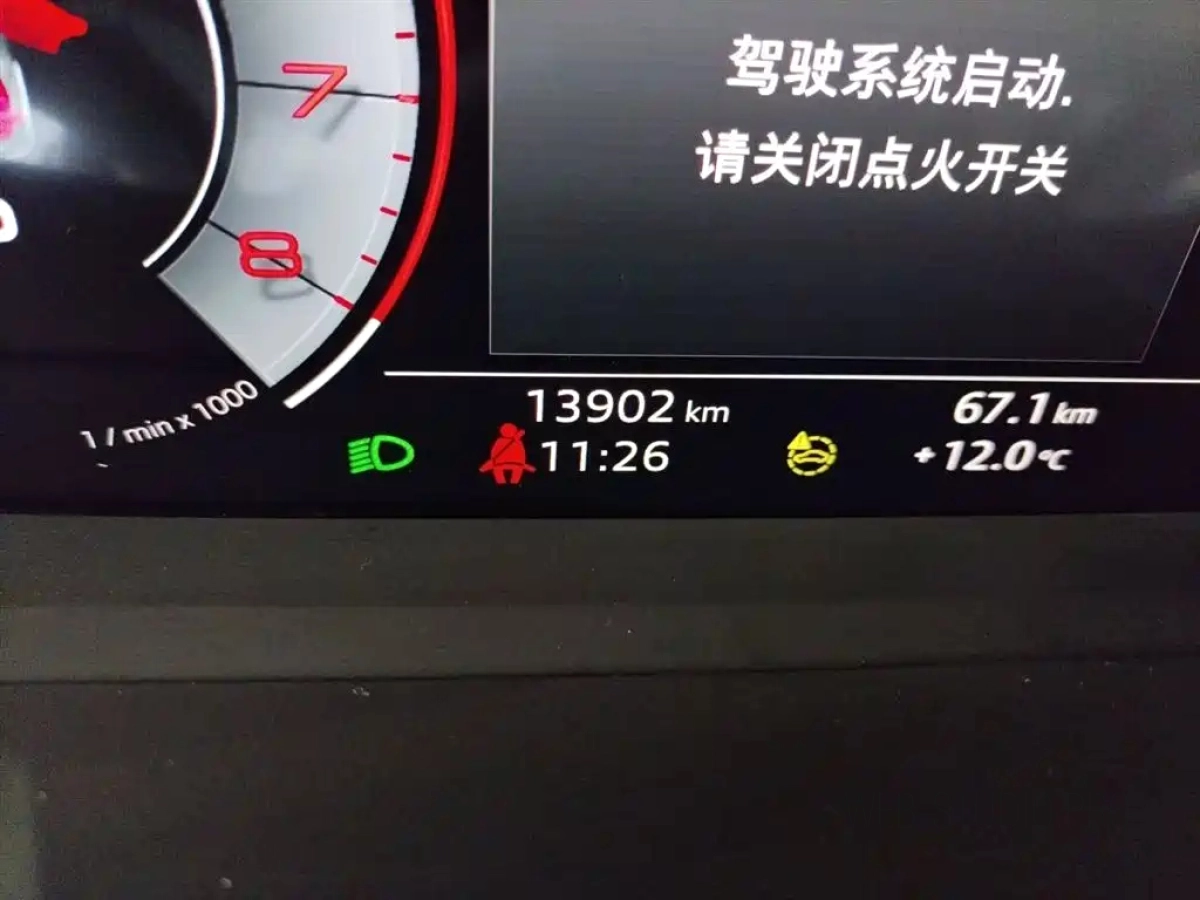 7
驾驶系统启动.
请关闭点火开关
8
1 / min x 1000
13902 km
67.1 km
11:26
+12.0 °C